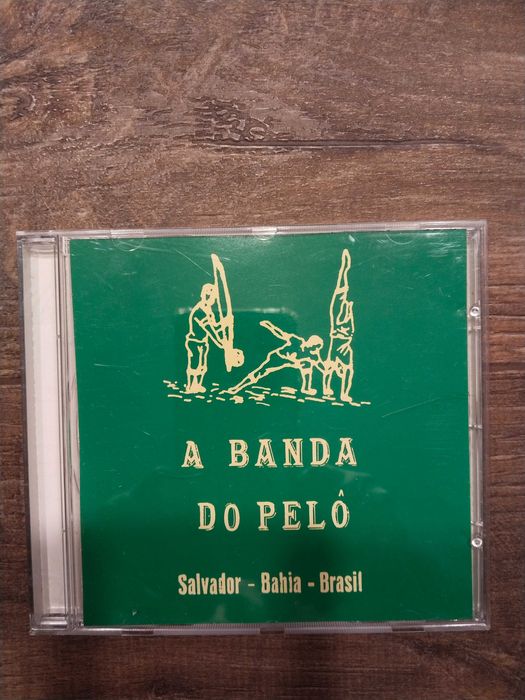 A BANDA
DO PELÔ
Salvador - Bahia - Brasil